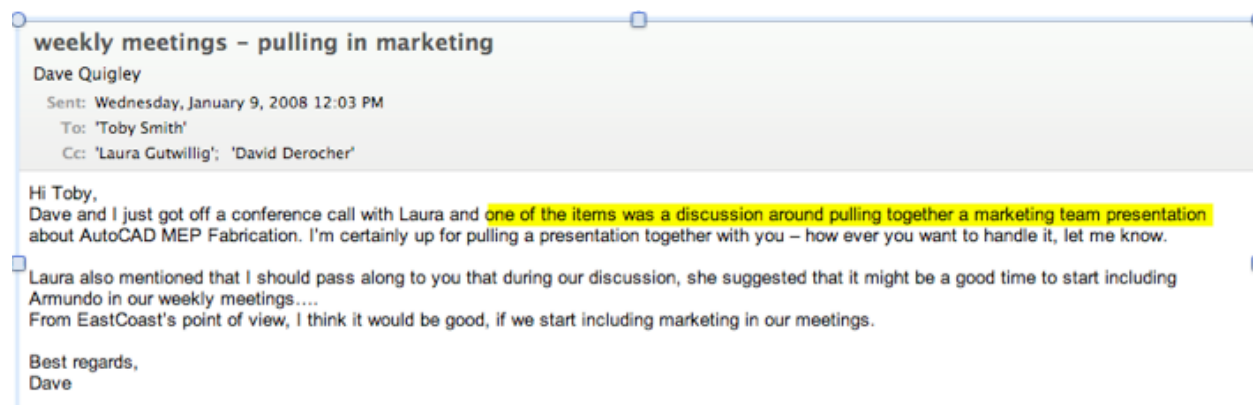 weekly meetings – pulling in marketing
Dave Quigley
Sent: Wednesday, January 9, 2008 12:03 PM
To: 'Toby Smith'
Cc: 'Laura Gutwillig'; 'David Derocher'
Hi Toby,
Dave and I just got off a conference call with Laura and one of the items was a discussion around pulling together a marketing team presentation
about AutoCAD MEP Fabrication. I'm certainly up for pulling a presentation together with you – how ever you want to handle it, let me know.
Laura also mentioned that I should pass along to you that during our discussion, she suggested that it might be a good time to start including
Armundo in our weekly meetings….
From EastCoast's point of view, I think it would be good, if we start including marketing in our meetings.
Best regards,
Dave